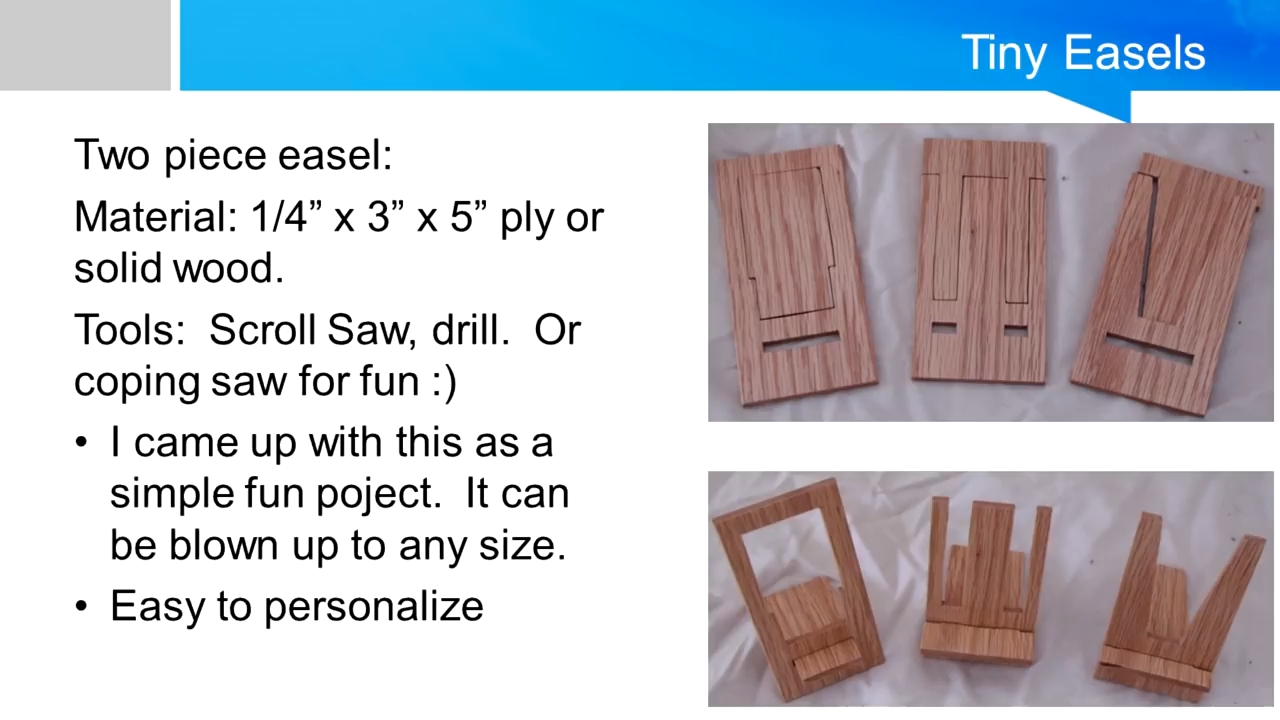 Tiny Easels
Two piece easel:
Material: 1/4” x 3” x 5” ply or
solid wood.
Tools:  Scroll Saw, drill.  Or
coping saw for fun :)
• I came up with this as a
simple fun poject.  It can
be blown up to any size.
• Easy to personalize